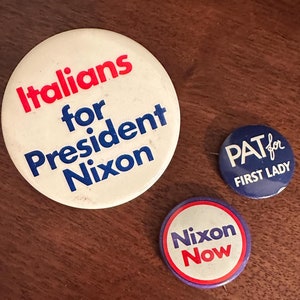 Italians
for
President
Nixon
PAT for
FIRST LADY
Nixon
Now